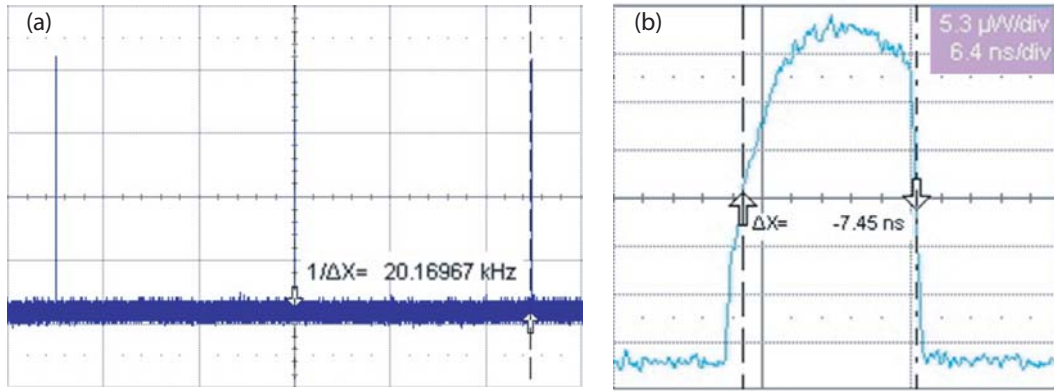 (a)
1/ΔX= 20.16967 kHz
(b)
5.3 µW/div
6.4 ns/div
ΔX= -7.45 ns